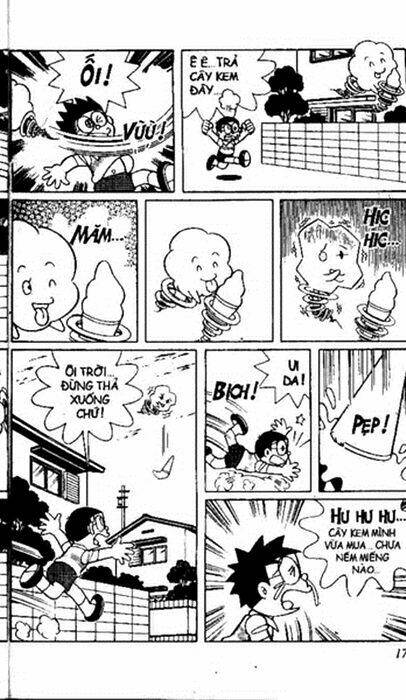 ỐI!
VÙÙ!
Ê Ê... TRẢ
CÂY KEM
ĐÂY...
MĂM...
HIC
HIC...
ÔI TRỜI...
ĐỪNG THẢ
XUỐNG
CHỨ!
BỊCH!
UI
DA!
PẸP!
HU HU HU...
CÂY KEM MÌNH
VỪA MUA... CHƯA
NẾM MIẾNG
NÀO...
17